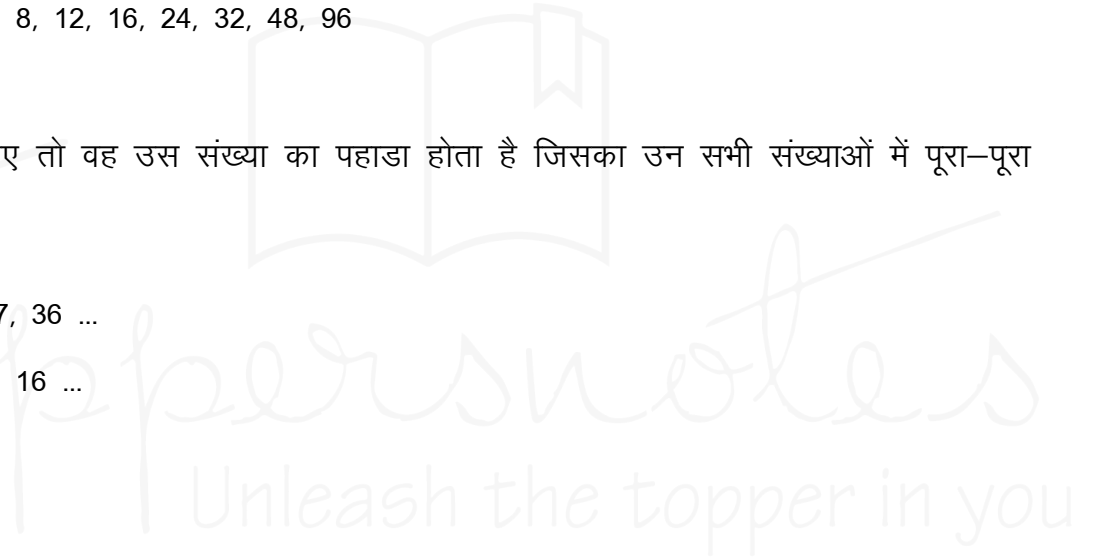 8, 12, 16, 24, 32, 48, 96
तो वह उस संख्या का पहाडा होता है जिसका उन सभी संख्याओं में पूरा–पूरा
7, 36 ...
16 ...
ppersnotes
Unleash the topper in you